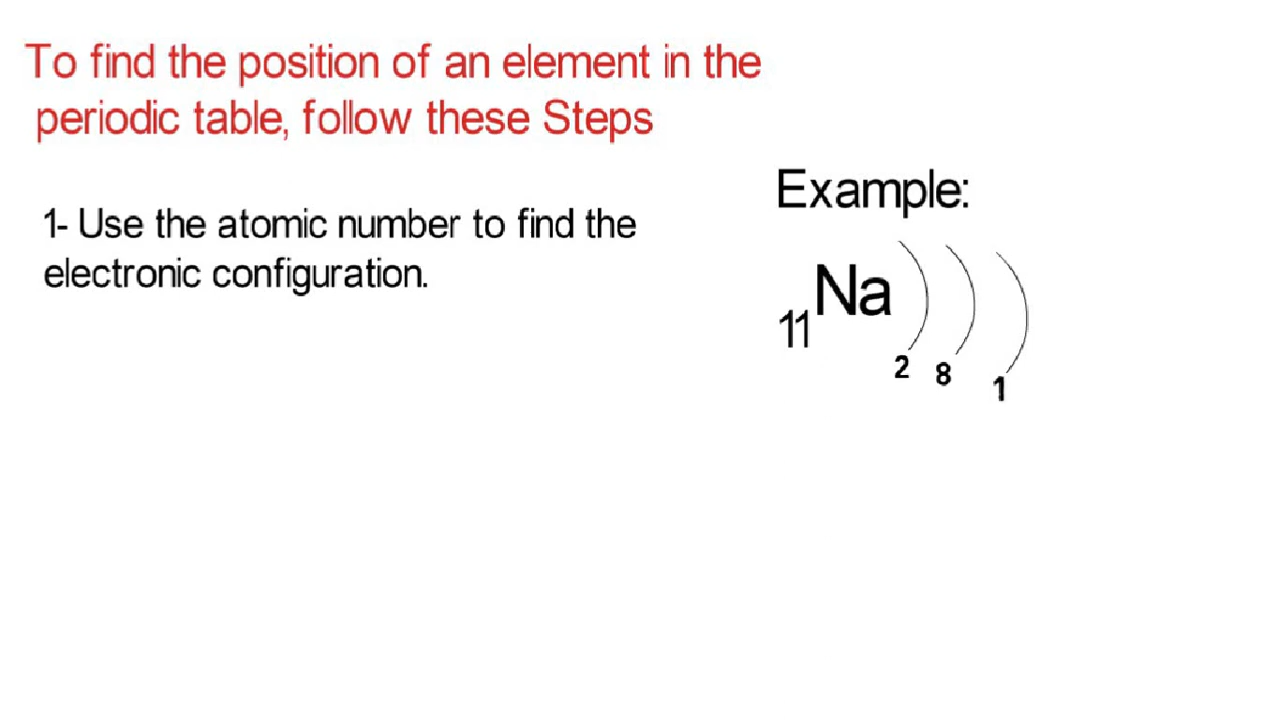 To find the position of an element in the
periodic table, follow these Steps
1- Use the atomic number to find the
electronic configuration.
Example:
11Na
2 8 1